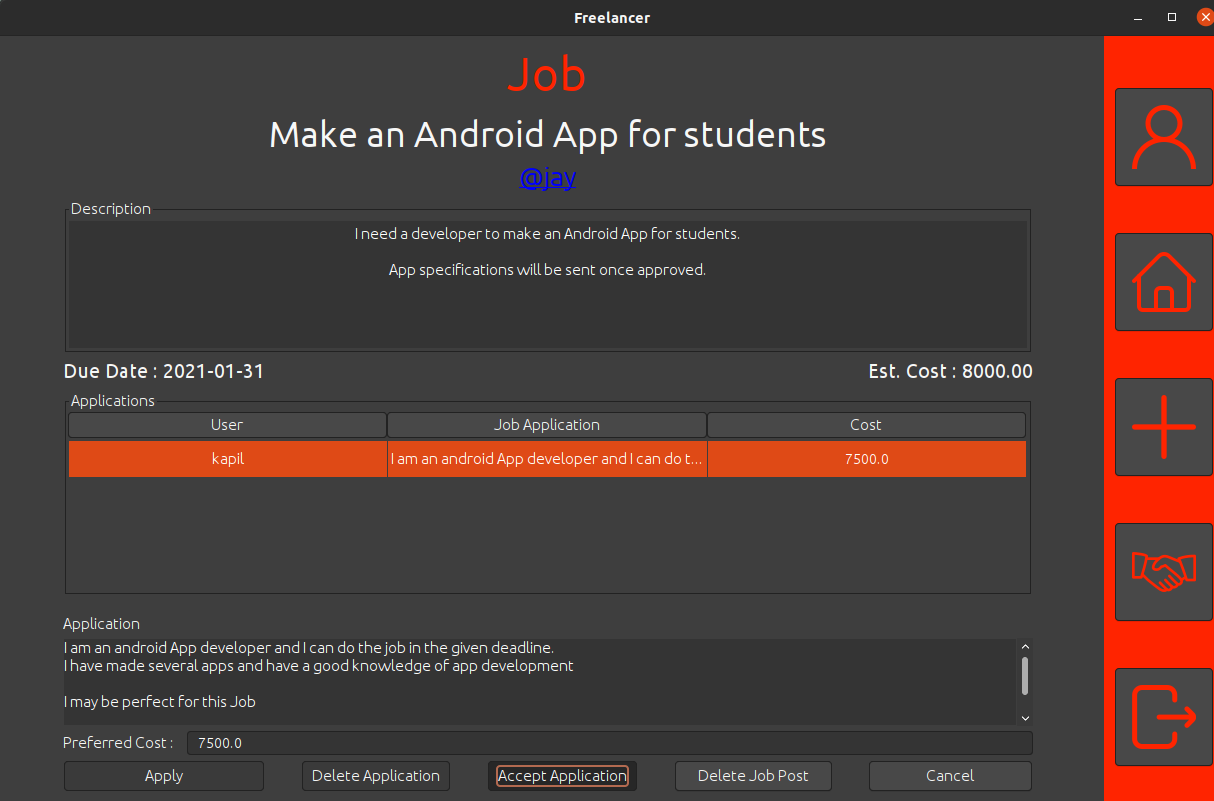 Freelancer
Job
Make an Android App for students
@jay
Description
I need a developer to make an Android App for students.
App specifications will be sent once approved.
Due Date : 2021-01-31
Est. Cost : 8000.00
Applications
User Job Application Cost
kapil I am an android App developer and I can do t... 7500.0
Application
I am an android App developer and I can do the job in the given deadline.
I have made several apps and have a good knowledge of app development
I may be perfect for this Job
Preferred Cost : 7500.0
Apply Delete Application Accept Application Delete Job Post Cancel